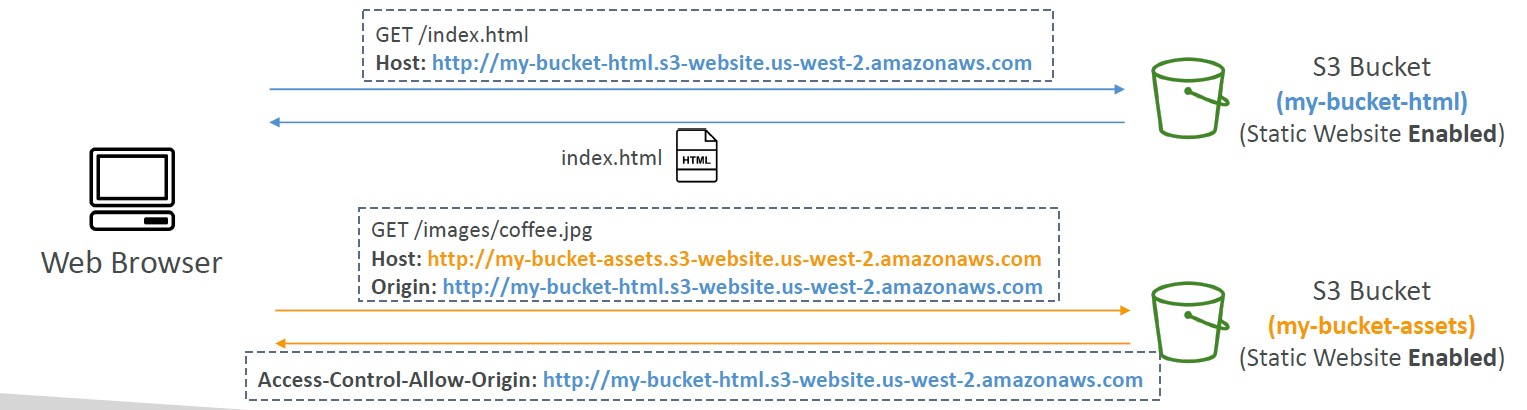 GET /index.html
Host: http://my-bucket-html.s3-website.us-west-2.amazonaws.com
S3 Bucket
(my-bucket-html)
(Static Website Enabled)
index.html
HTML
Web Browser
GET /images/coffee.jpg
Host: http://my-bucket-assets.s3-website.us-west-2.amazonaws.com
Origin: http://my-bucket-html.s3-website.us-west-2.amazonaws.com
S3 Bucket
(my-bucket-assets)
(Static Website Enabled)
Access-Control-Allow-Origin: http://my-bucket-html.s3-website.us-west-2.amazonaws.com